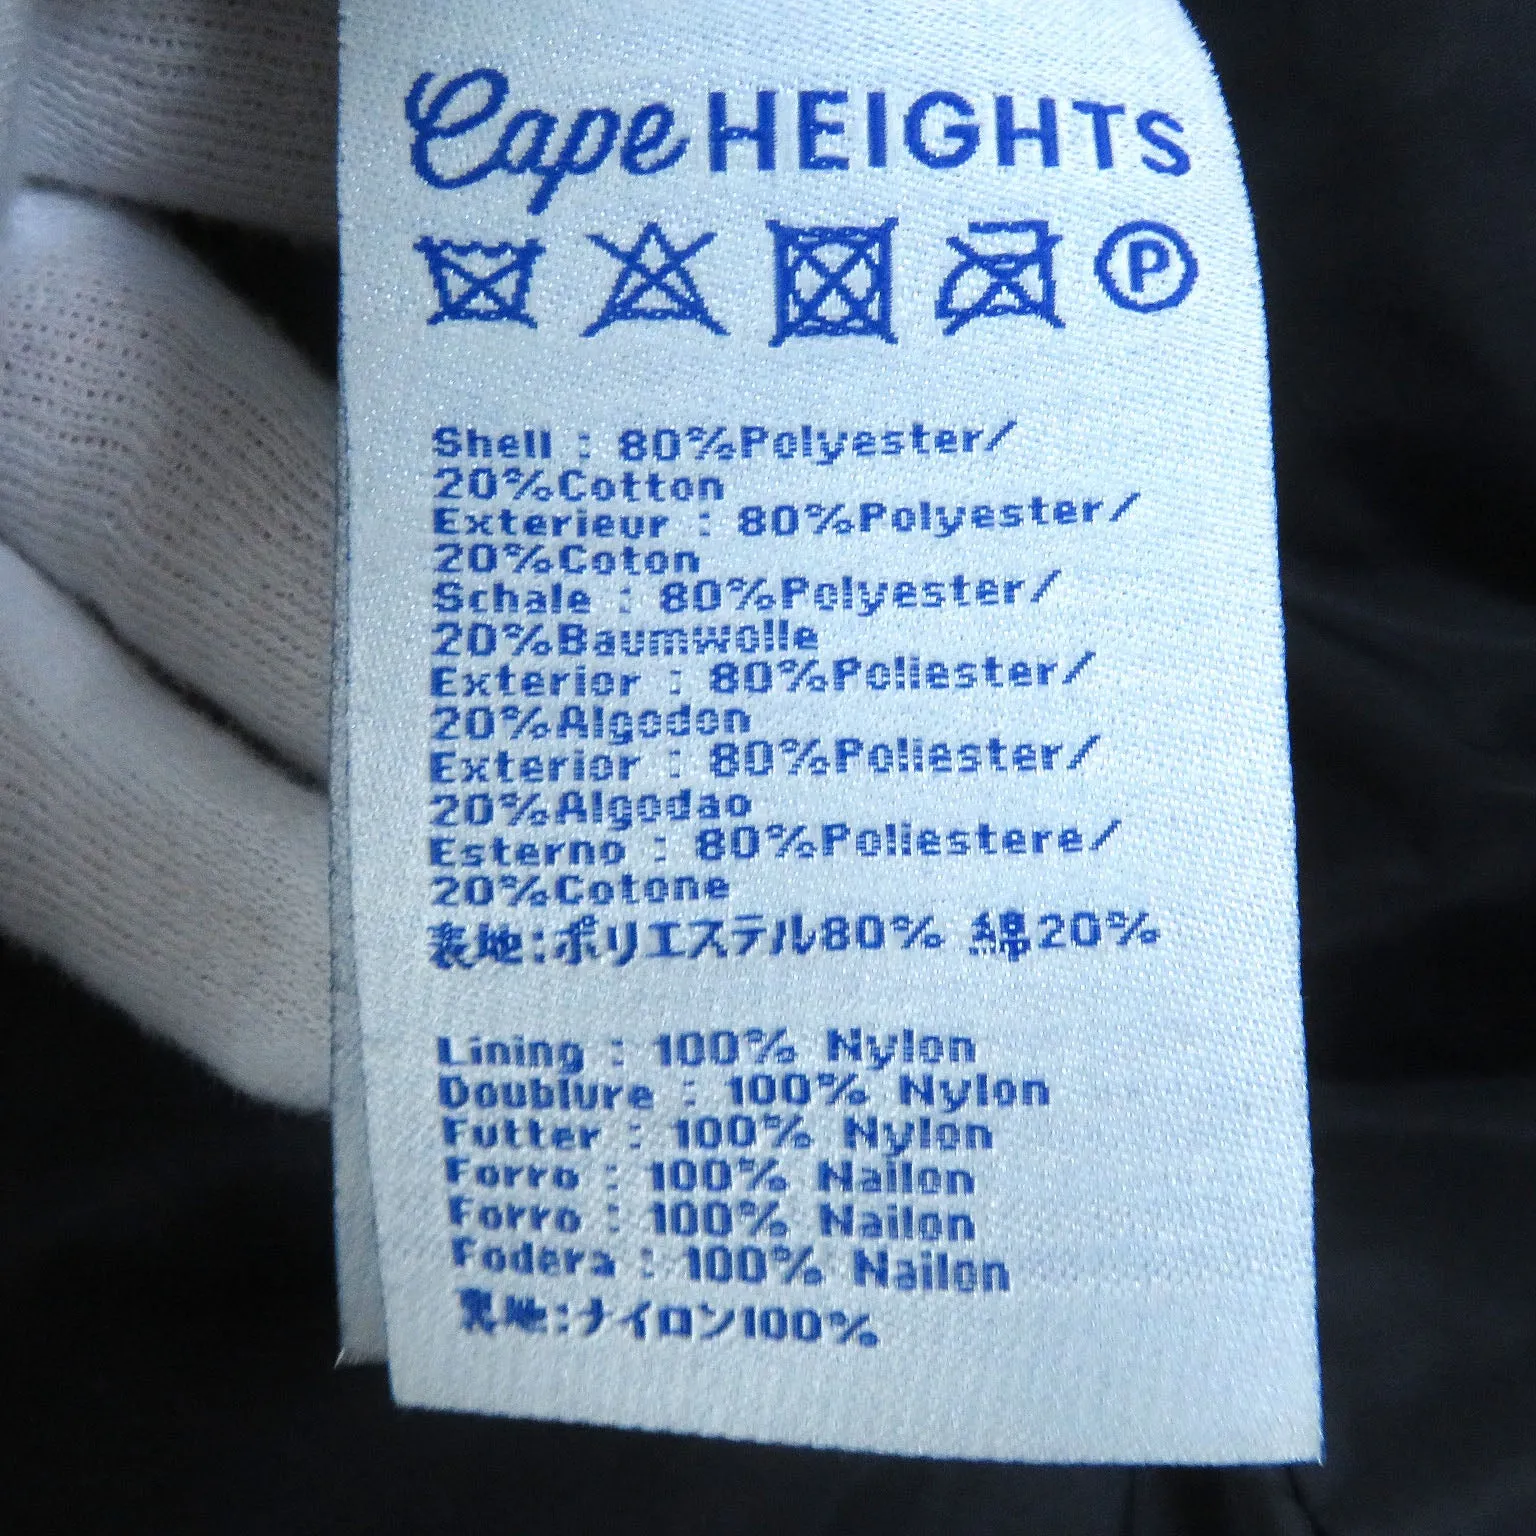 Cape HEIGHTS
P
Shell : 80%Polyester/
20%Cotton
Exterieur : 80%Polyester/
20%Coton
Schale : 80%Polyester/
20%Baumwolle
Exterior : 80%Poliester/
20%Algodon
Exterior : 80%Poliester/
20%Algodao
Esterno : 80%Poliestere/
20%Cotone
表地:ポリエステル80% 綿20%
Lining : 100% Nylon
Doublure : 100% Nylon
Futter : 100% Nylon
Forro : 100% Nailon
Forro : 100% Nailon
Fodera : 100% Nailon
裏地:ナイロン100%